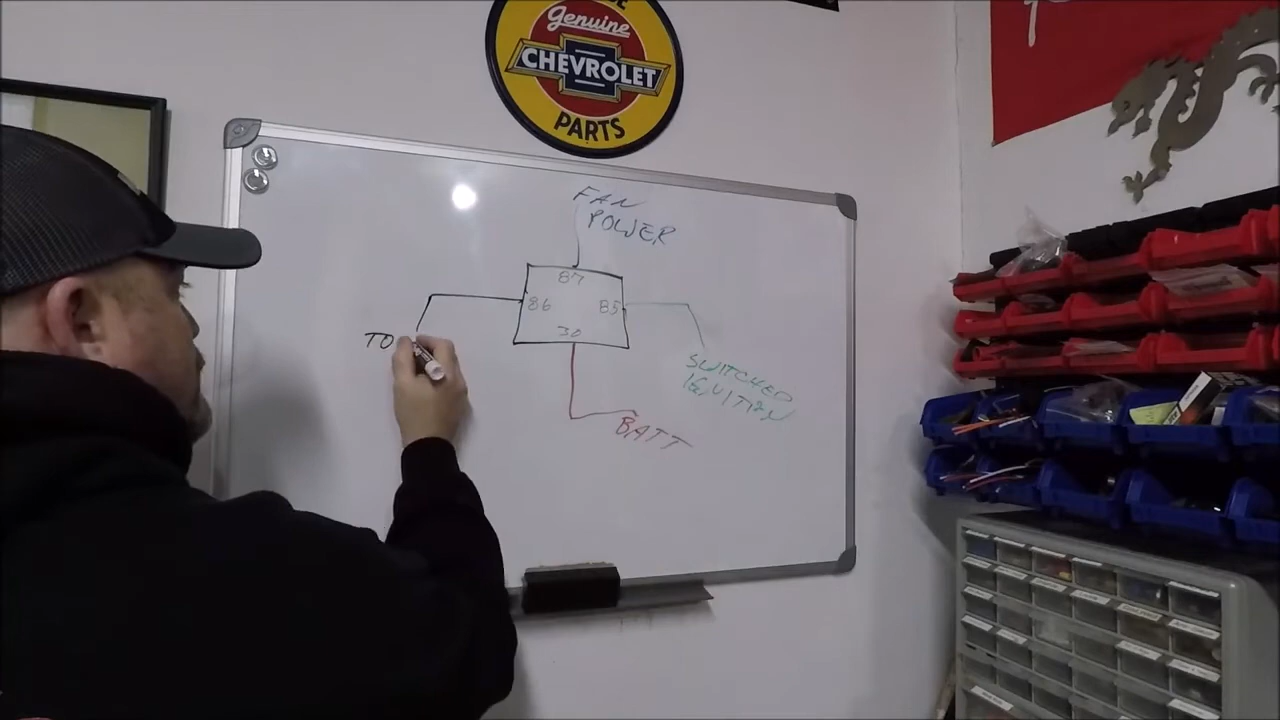 Genuine
CHEVROLET
PARTS
FAN
POWER
87
86
85
30
TO
SWITCHED
IGNITION
BATT